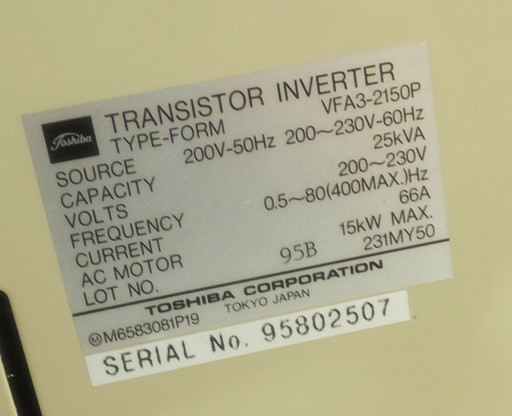 Toshiba
TRANSISTOR INVERTER
TYPE-FORM VFA3-2150P
SOURCE 200V-50Hz 200～230V-60Hz
CAPACITY 25kVA
VOLTS 200～230V
FREQUENCY 0.5～80(400MAX.)Hz
CURRENT 66A
AC MOTOR 15kW MAX.
LOT NO. 95B 231MY50
TOSHIBA CORPORATION
ⓂM6583081P19 TOKYO JAPAN
SERIAL No. 95802507